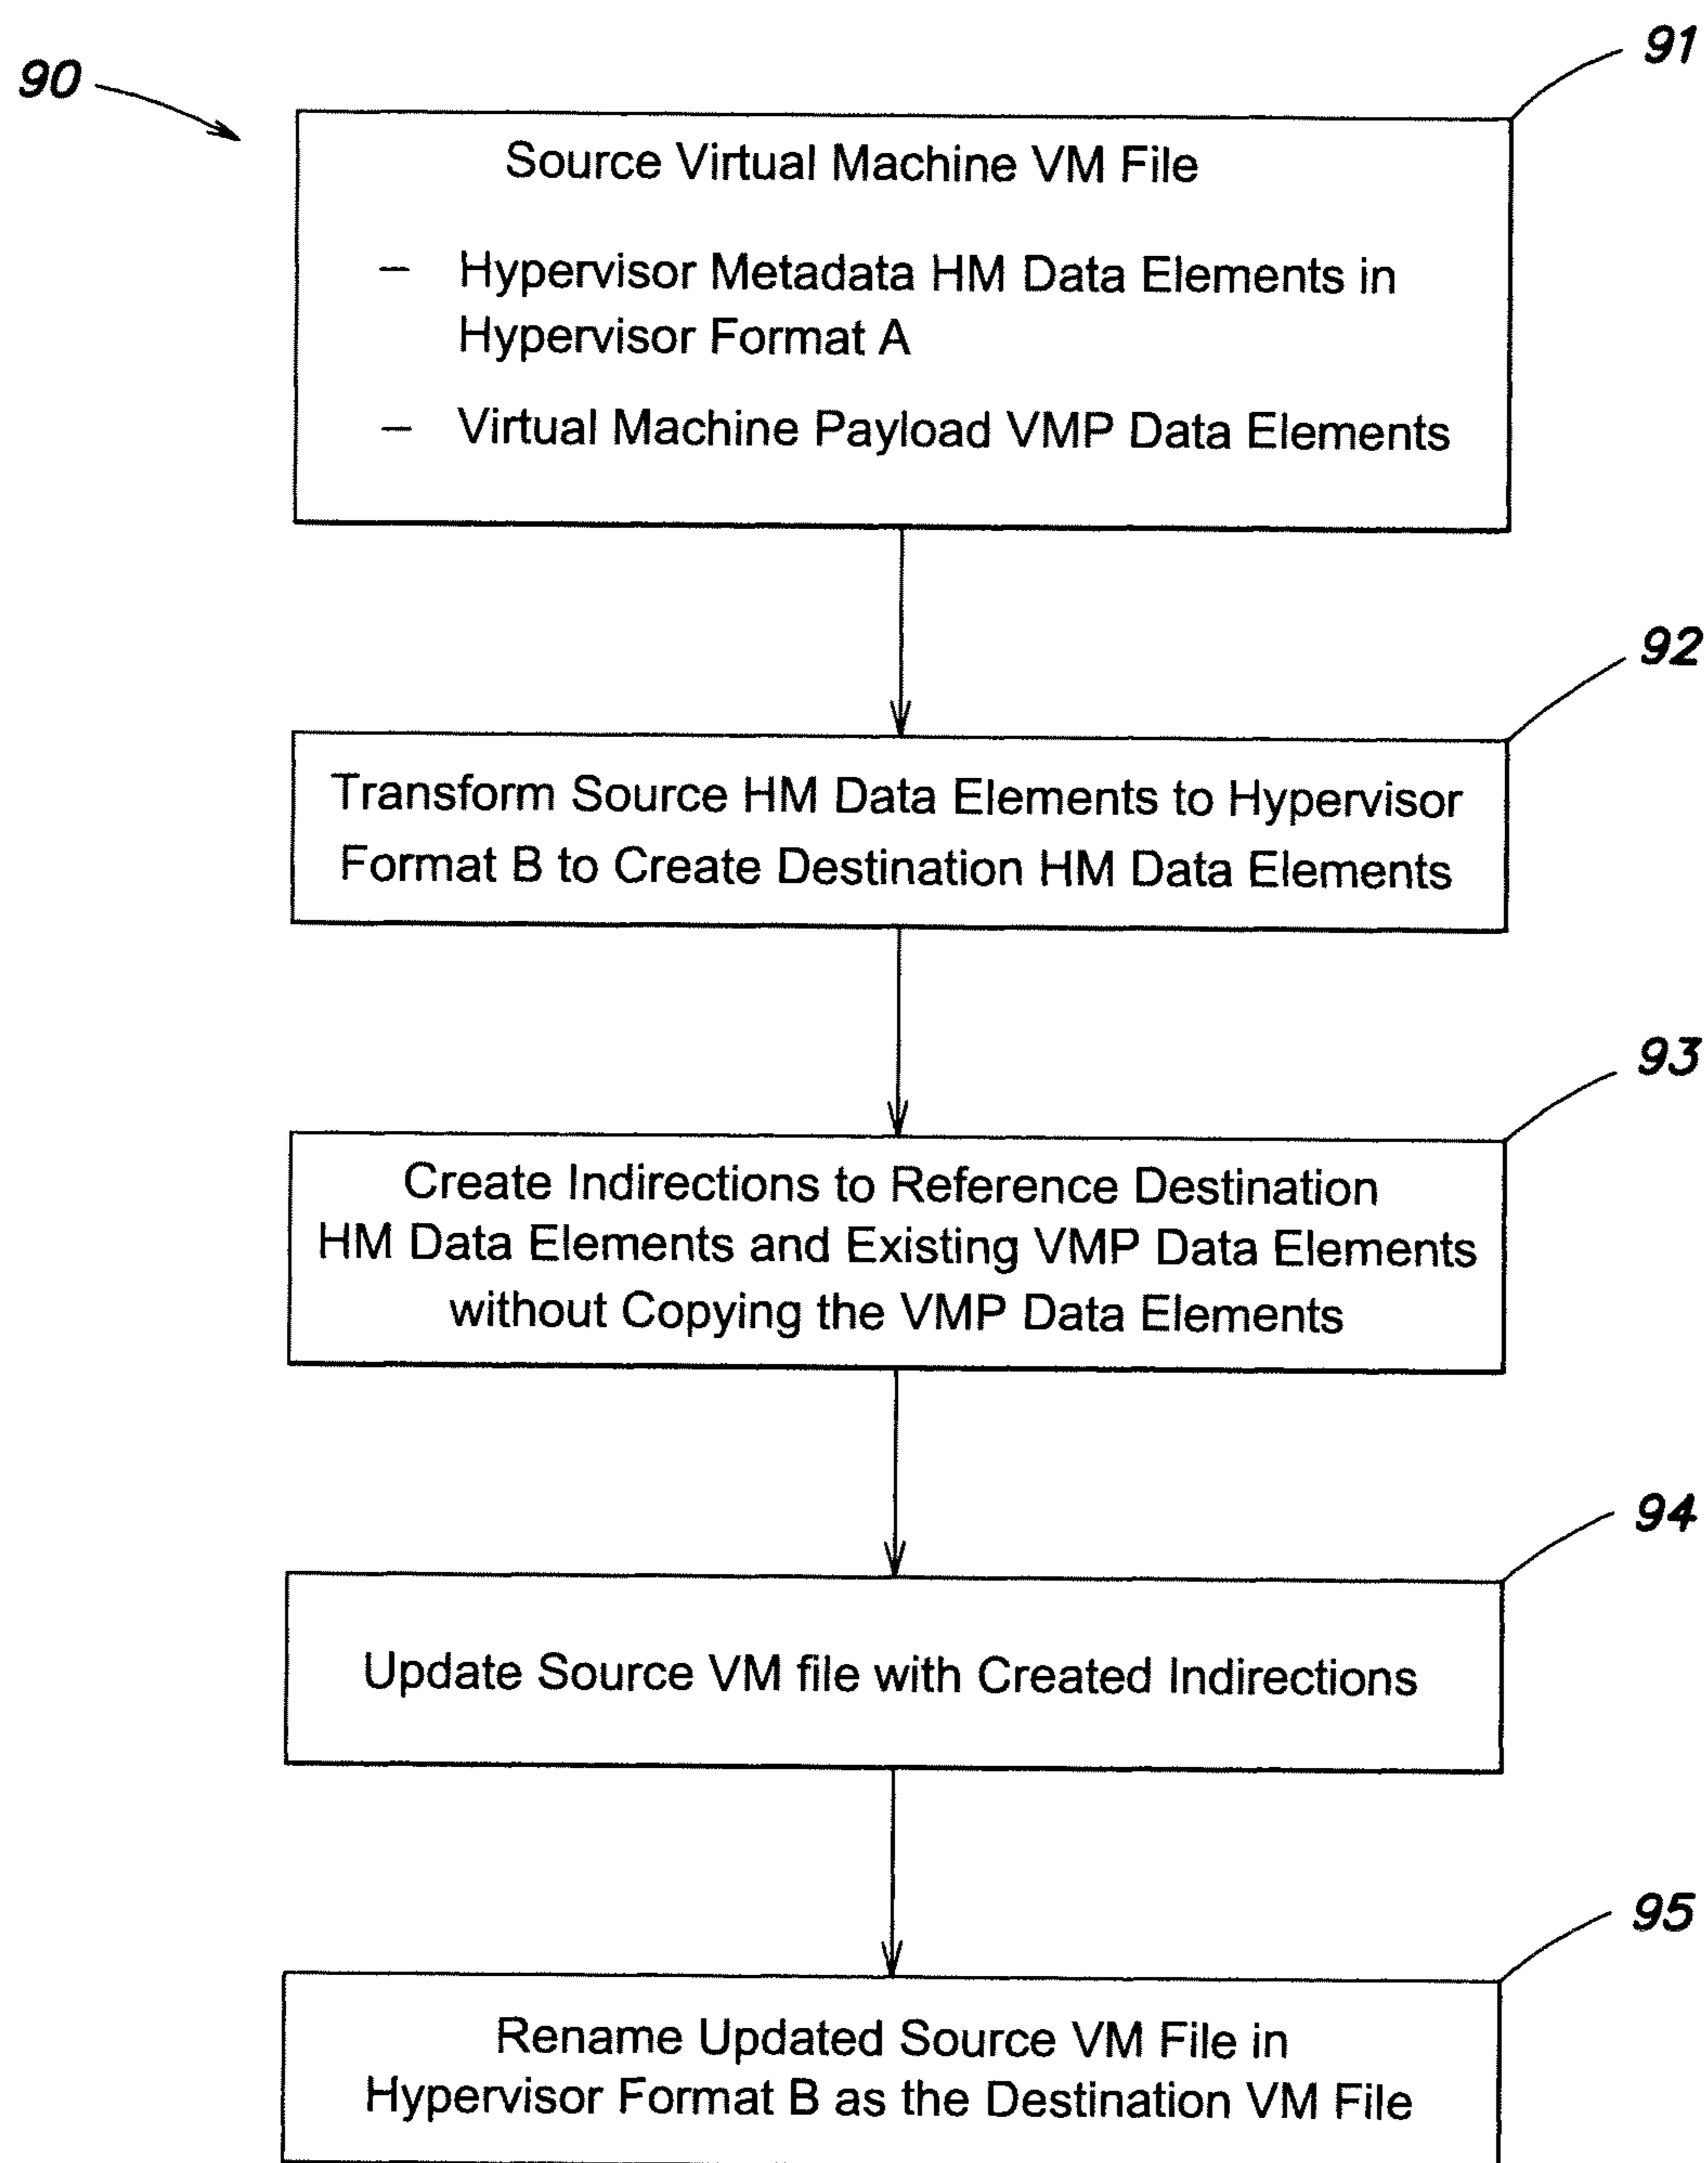 90
91
Source Virtual Machine VM File
– Hypervisor Metadata HM Data Elements in
Hypervisor Format A
– Virtual Machine Payload VMP Data Elements
92
Transform Source HM Data Elements to Hypervisor
Format B to Create Destination HM Data Elements
93
Create Indirections to Reference Destination
HM Data Elements and Existing VMP Data Elements
without Copying the VMP Data Elements
94
Update Source VM file with Created Indirections
95
Rename Updated Source VM File in
Hypervisor Format B as the Destination VM File